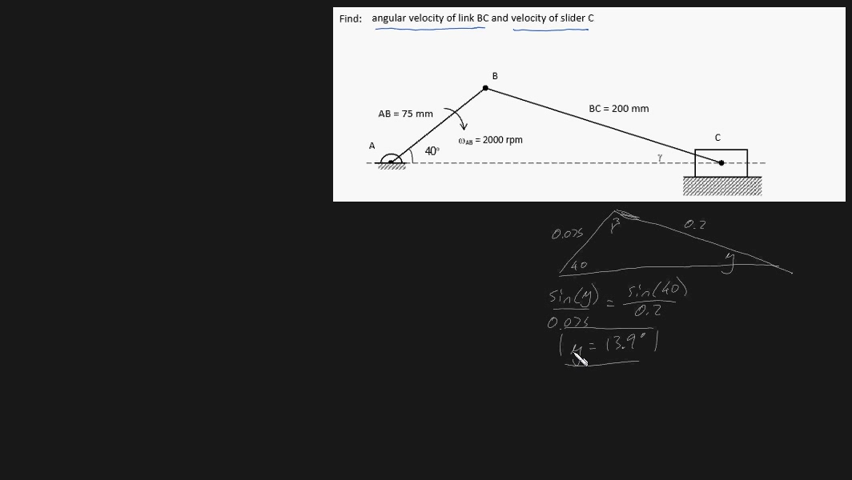 Find: angular velocity of link BC and velocity of slider C
B
AB = 75 mm
BC = 200 mm
ωAB = 2000 rpm
C
A
40°
γ
0.075
0.2
β
40
y
sin(y) = sin(40)
0.075 0.2
y = 13.9°